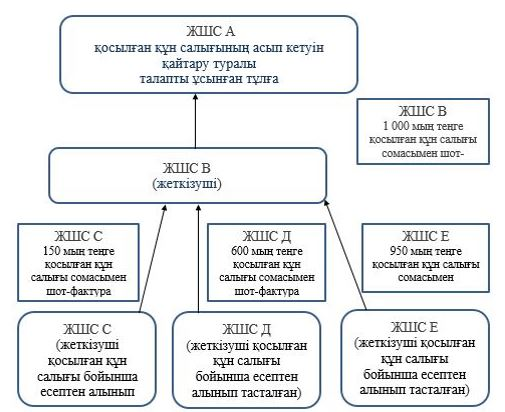 ЖШС А
қосылған құн салығының асып кетуін
қайтару туралы
талапты ұсынған тұлға
ЖШС В
1 000 мың теңге
қосылған құн салығы
сомасымен шот-
ЖШС В
(жеткізуші)
ЖШС С
150 мың теңге
қосылған құн
салығы сомасымен
шот-фактура
ЖШС Д
600 мың теңге
қосылған құн
салығы сомасымен
шот-фактура
ЖШС Е
950 мың теңге
қосылған құн салығы
сомасымен
ЖШС С
(жеткізуші
қосылған құн
салығы бойынша
есептен алынып
ЖШС Д
(жеткізуші қосылған
құн салығы
бойынша есептен
алынып тасталған)
ЖШС Е
(жеткізуші қосылған
құн салығы
бойынша есептен
алынып тасталған)